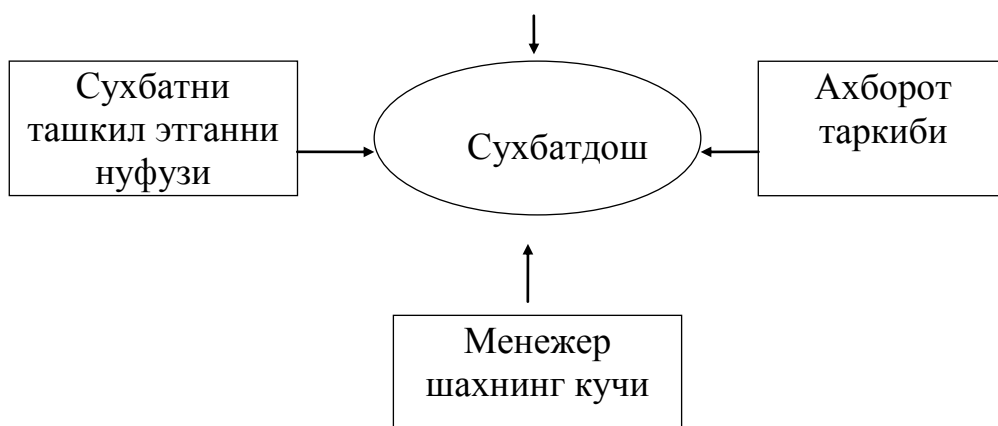 Сухбатни
ташкил этганни
нуфузи
Сухбатдош
Ахборот
таркиби
Менежер
шахнинг кучи